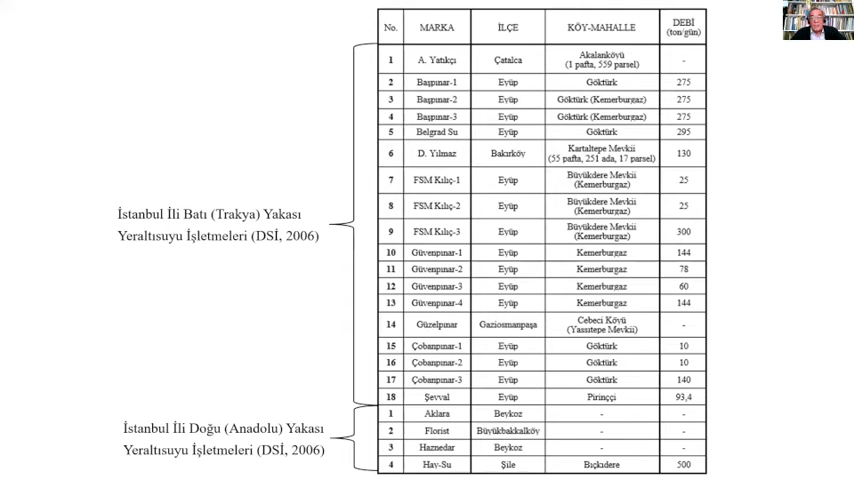 No. MARKA İLÇE KÖY-MAHALLE DEBİ (ton/gün)
1 A. Yatıkçı Çatalca Akalanköyü (1 pafta, 559 parsel) -
2 Başpınar-1 Eyüp Göktürk 275
3 Başpınar-2 Eyüp Göktürk (Kemerburgaz) 275
4 Başpınar-3 Eyüp Göktürk (Kemerburgaz) 275
5 Belgrad Su Eyüp Göktürk 295
6 D. Yılmaz Bakırköy Kartaltepe Mevkii (55 pafta, 251 ada, 17 parsel) 130
7 FSM Kılıç-1 Eyüp Büyükdere Mevkii (Kemerburgaz) 25
8 FSM Kılıç-2 Eyüp Büyükdere Mevkii (Kemerburgaz) 25
9 FSM Kılıç-3 Eyüp Büyükdere Mevkii (Kemerburgaz) 300
10 Güvenpınar-1 Eyüp Kemerburgaz 144
11 Güvenpınar-2 Eyüp Kemerburgaz 78
12 Güvenpınar-3 Eyüp Kemerburgaz 60
13 Güvenpınar-4 Eyüp Kemerburgaz 144
14 Güzelpınar Gaziosmanpaşa Cebeci Köyü (Yassıtepe Mevkii) -
15 Çobanpınar-1 Eyüp Göktürk 10
16 Çobanpınar-2 Eyüp Göktürk 10
17 Çobanpınar-3 Eyüp Göktürk 140
18 Şevval Eyüp Pirinççi 93,4
1 Aklara Beykoz - -
2 Florist Büyükbakkalköy - -
3 Haznedar Beykoz - -
4 Hay-Su Şile Bıçkıdere 500
İstanbul İli Batı (Trakya) Yakası
Yeraltısuyu İşletmeleri (DSİ, 2006)
İstanbul İli Doğu (Anadolu) Yakası
Yeraltısuyu İşletmeleri (DSİ, 2006)